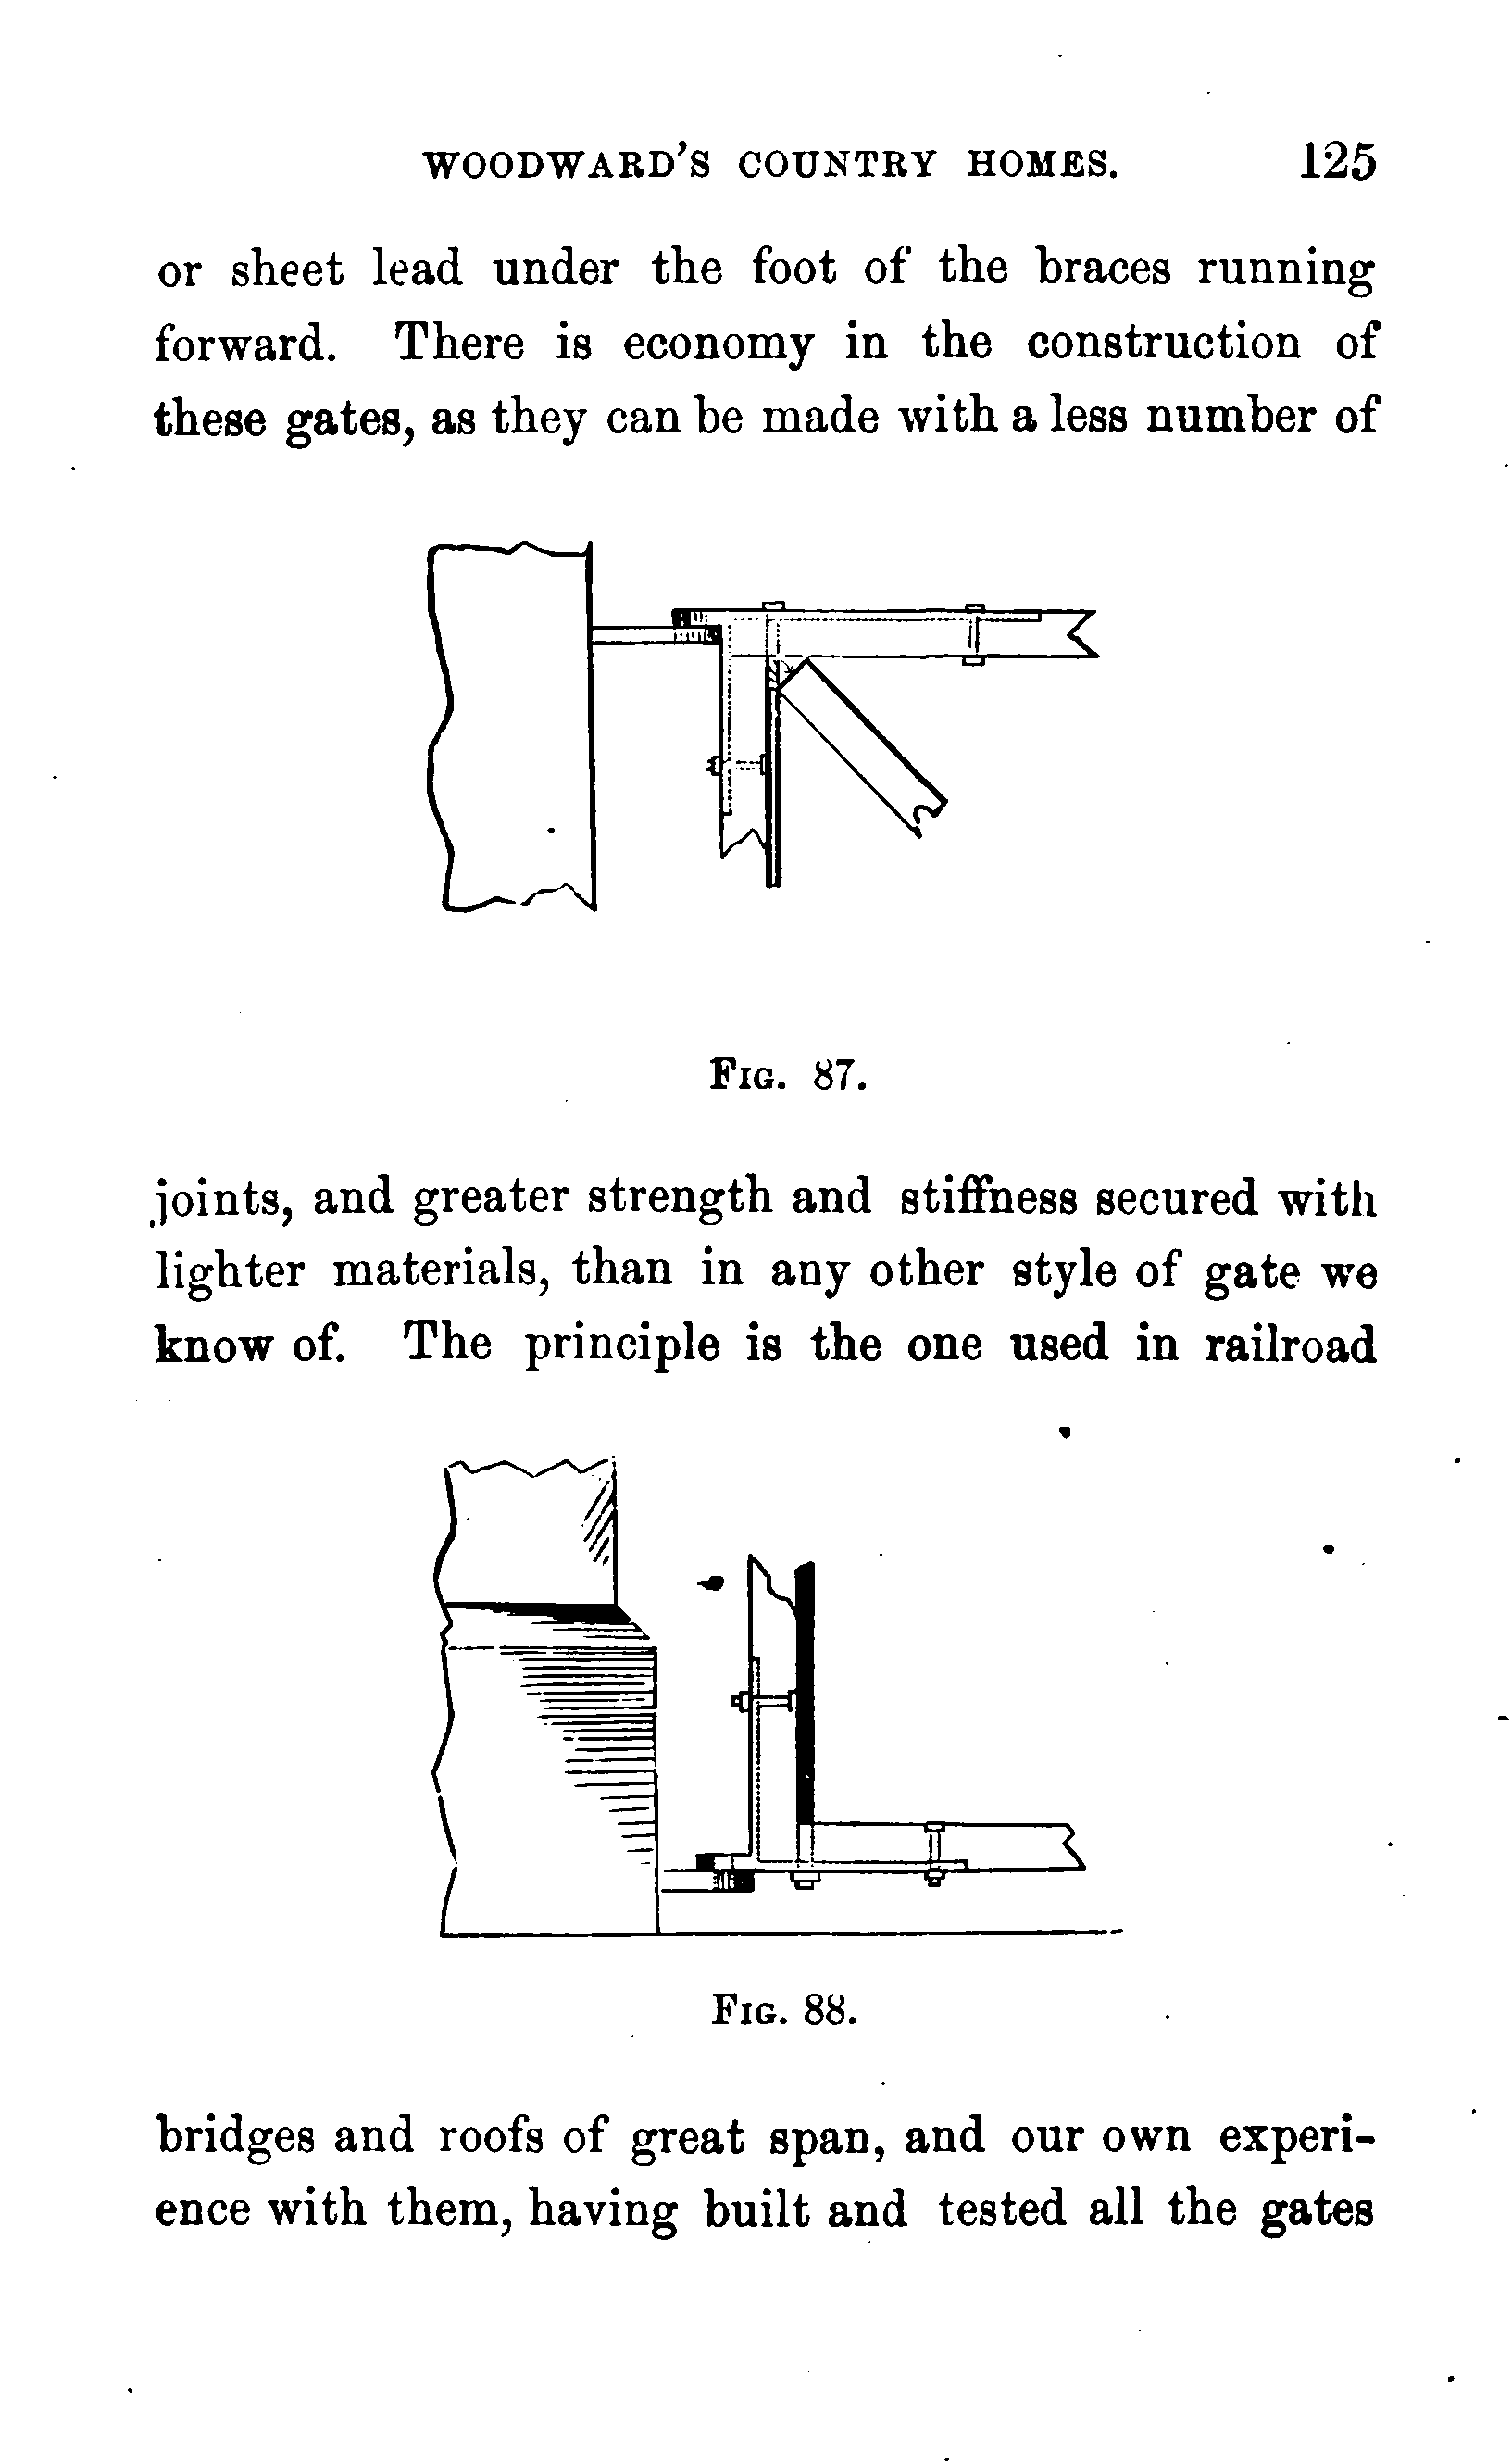 WOODWARD'S COUNTRY HOMES. 125
or sheet lead under the foot of the braces running
forward. There is economy in the construction of
these gates, as they can be made with a less number of
FIG. 87.
joints, and greater strength and stiffness secured with
lighter materials, than in any other style of gate we
know of. The principle is the one used in railroad
FIG. 88.
bridges and roofs of great span, and our own experi-
ence with them, having built and tested all the gates